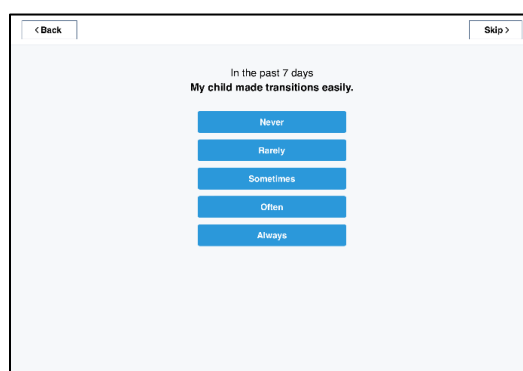 < Back
Skip >
In the past 7 days
My child made transitions easily.
Never
Rarely
Sometimes
Often
Always